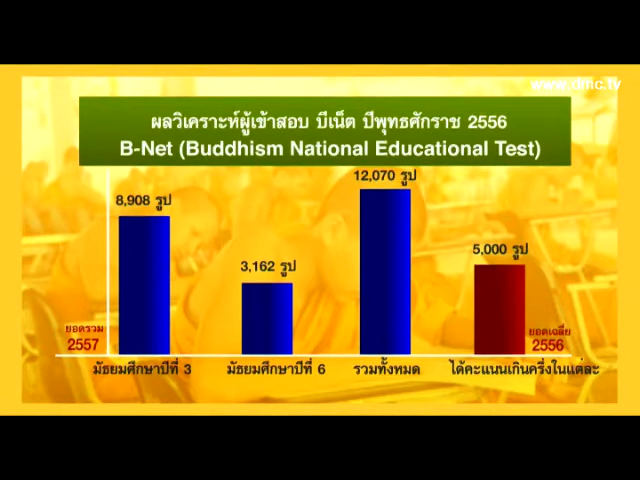 www.dmc.tv
ผลวิเคราะห์ผู้เข้าสอบ บีเน็ต ปีพุทธศักราช 2556
B-Net (Buddhism National Educational Test)
12,070 รูป
8,908 รูป
5,000 รูป
3,162 รูป
ยอดรวม
2557
ยอดเฉลี่ย
2556
มัธยมศึกษาปีที่ 3
มัธยมศึกษาปีที่ 6
รวมทั้งหมด
ได้คะแนนเกินครึ่งในแต่ละ